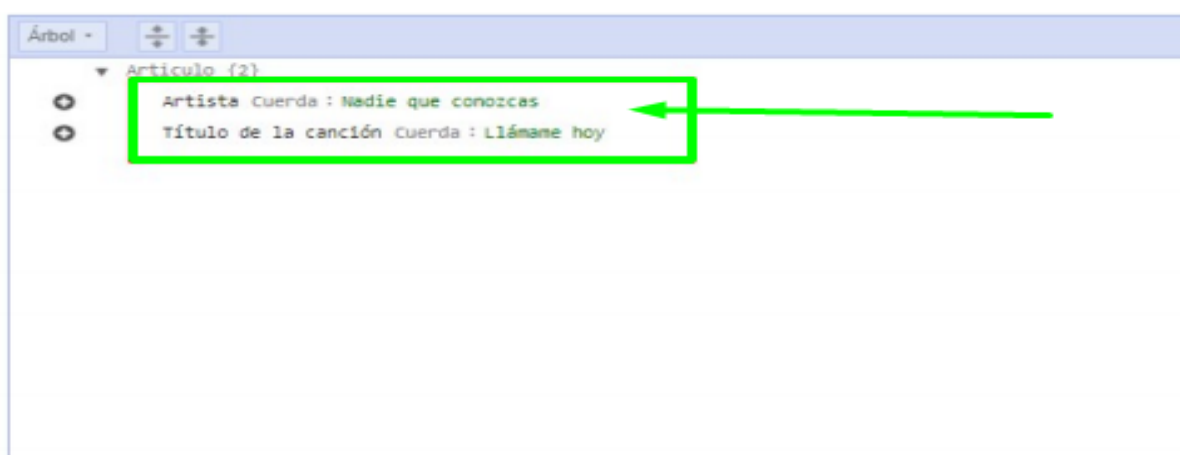 Árbol
Articulo {2}
Artista Cuerda : Nadie que conozcas
Título de la canción Cuerda : Llámame hoy